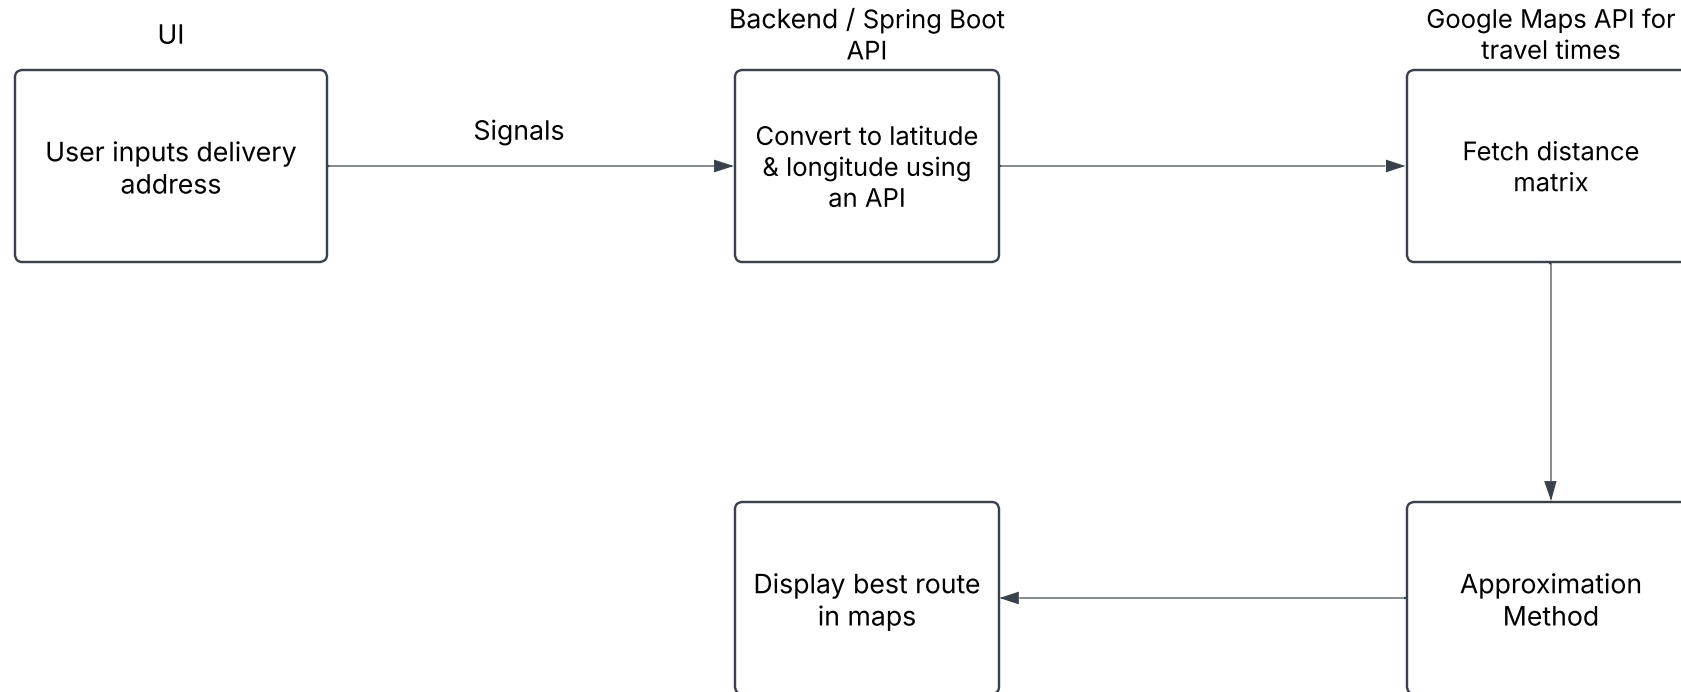 UI
Backend / Spring Boot
API
Google Maps API for
travel times
User inputs delivery
address
Signals
Convert to latitude
& longitude using
an API
Fetch distance
matrix
Display best route
in maps
Approximation
Method